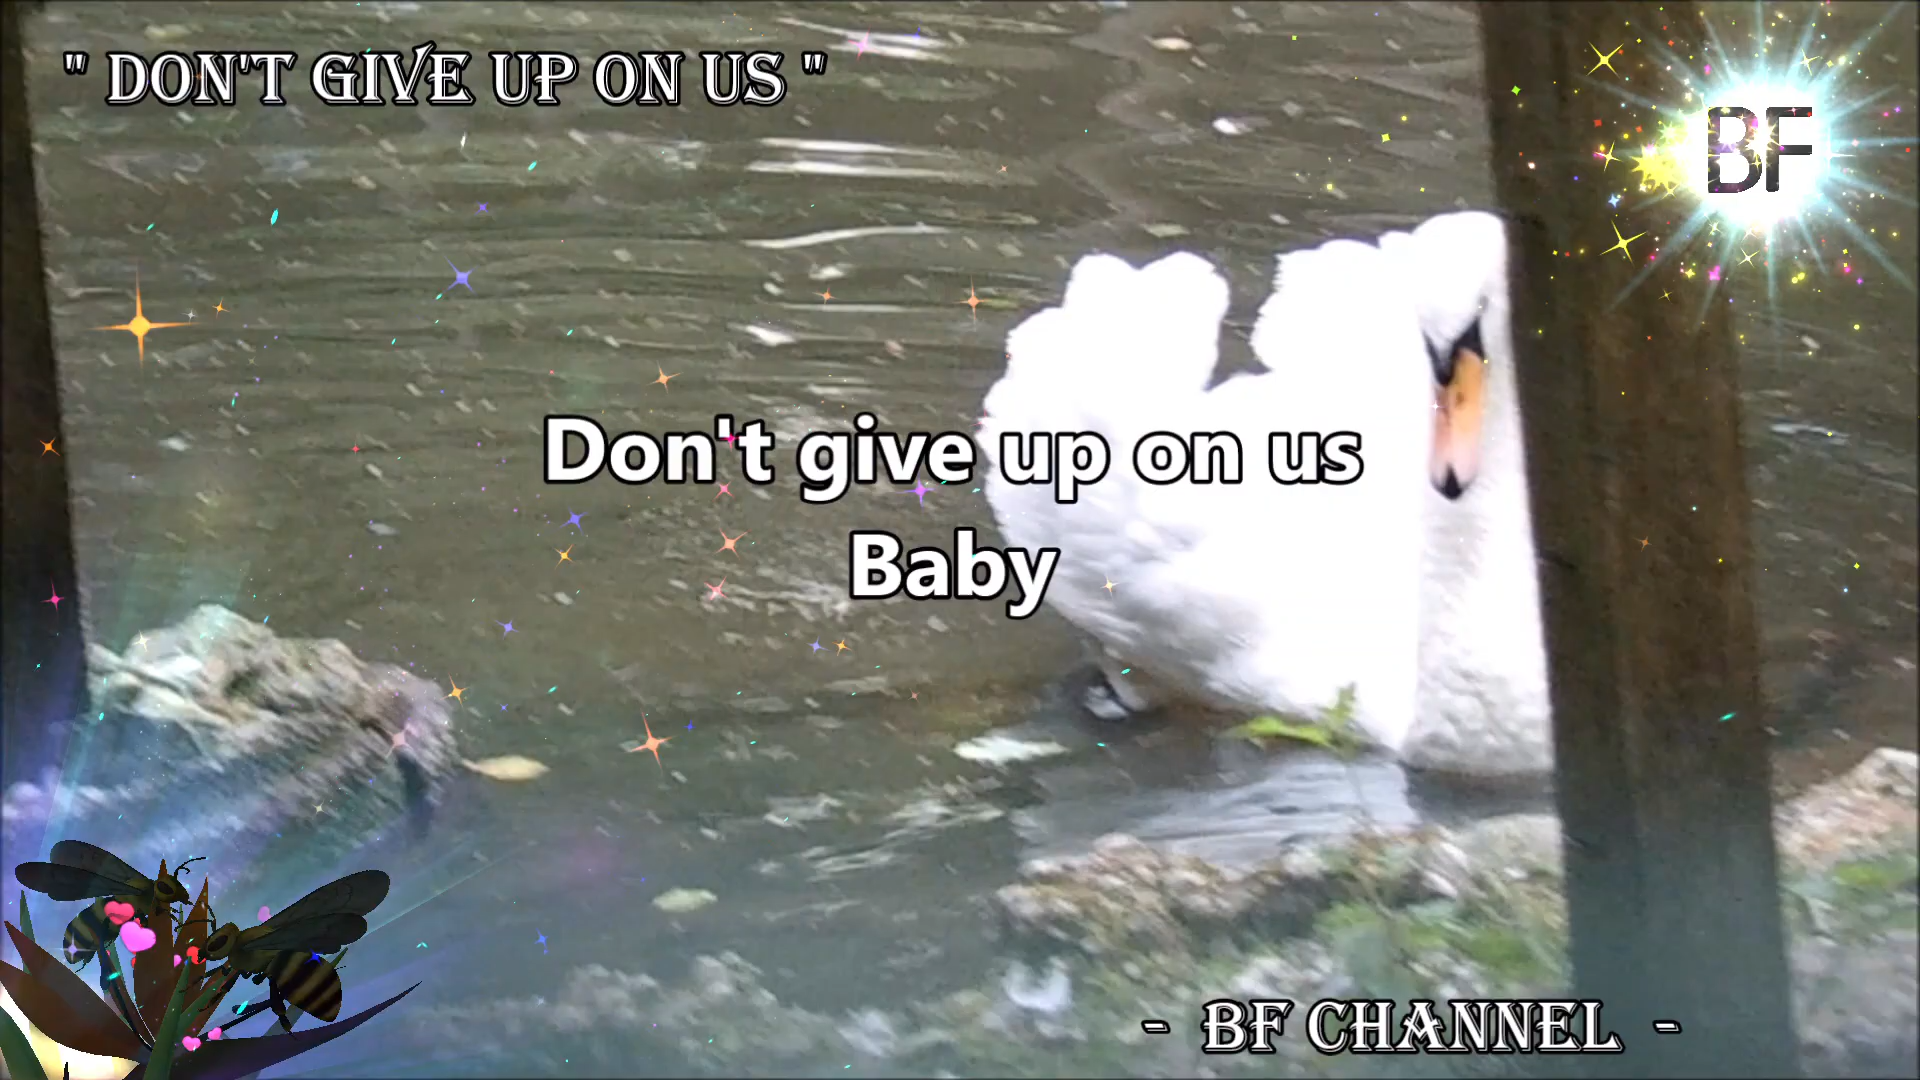 " DON'T GIVE UP ON US "
BF
Don't give up on us
Baby
- BF CHANNEL -